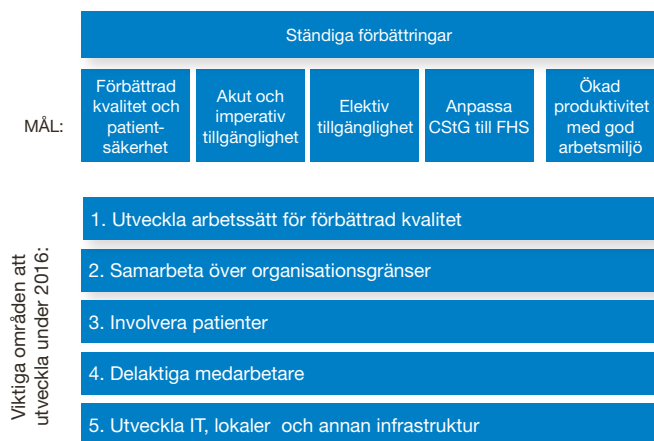 Ständiga förbättringar
MÅL:
Förbättrad
kvalitet och
patient-
säkerhet
Akut och
imperativ
tillgänglighet
Elektiv
tillgänglighet
Anpassa
CStG till FHS
Ökad
produktivitet
med god
arbetsmiljö
Viktiga områden att
utveckla under 2016:
1. Utveckla arbetssätt för förbättrad kvalitet
2. Samarbeta över organisationsgränser
3. Involvera patienter
4. Delaktiga medarbetare
5. Utveckla IT, lokaler och annan infrastruktur